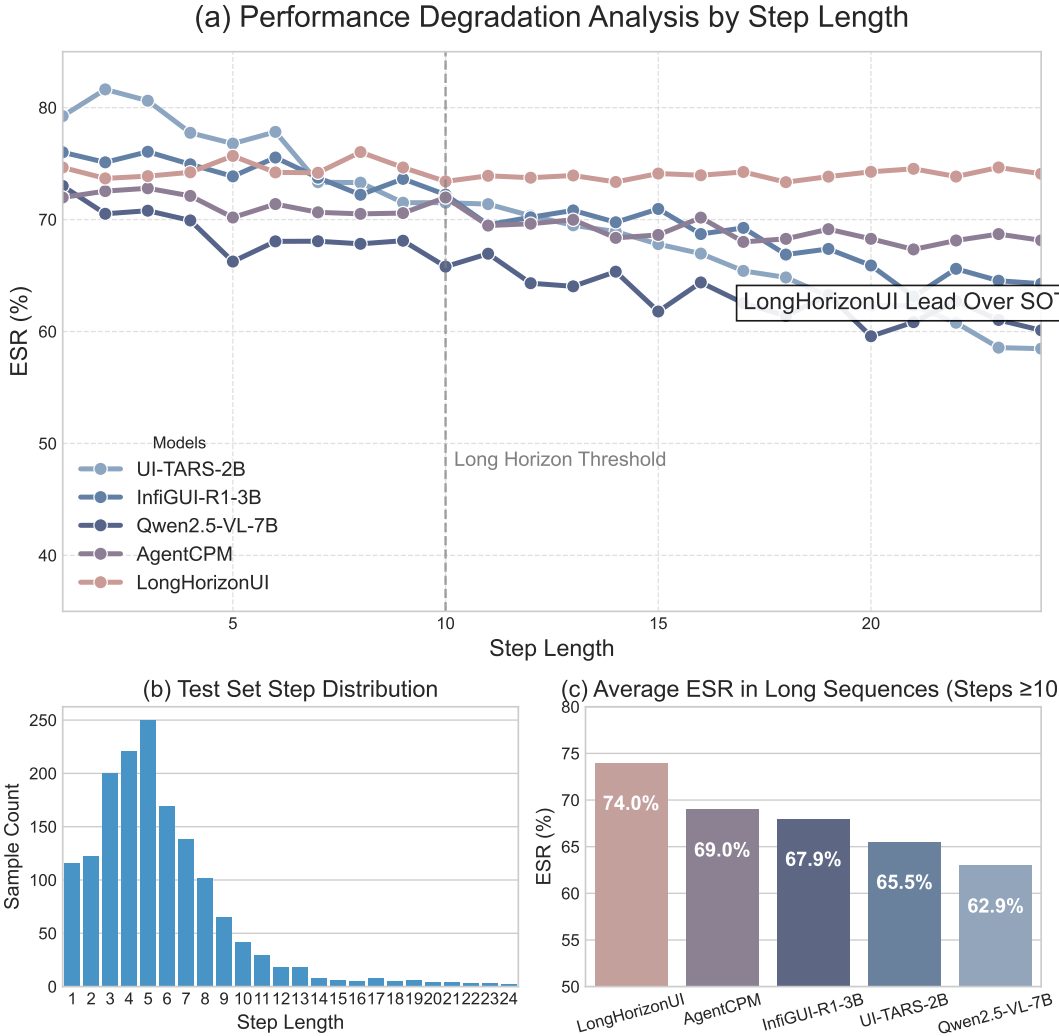 (a) Performance Degradation Analysis by Step Length
ESR (%)
80
70
60
50
40
LongHorizonUI Lead Over SOT
Long Horizon Threshold
Models
UI-TARS-2B
InfiGUI-R1-3B
Qwen2.5-VL-7B
AgentCPM
LongHorizonUI
5 10 15 20
Step Length
(b) Test Set Step Distribution
Sample Count
250
200
150
100
50
0
1 2 3 4 5 6 7 8 9 10 11 12 13 14 15 16 17 18 19 20 21 22 23 24
Step Length
(c) Average ESR in Long Sequences (Steps ≥10
ESR (%)
80
75
70
65
60
55
50
74.0%
69.0%
67.9%
65.5%
62.9%
LongHorizonUI
AgentCPM
InfiGUI-R1-3B
UI-TARS-2B
Qwen2.5-VL-7B